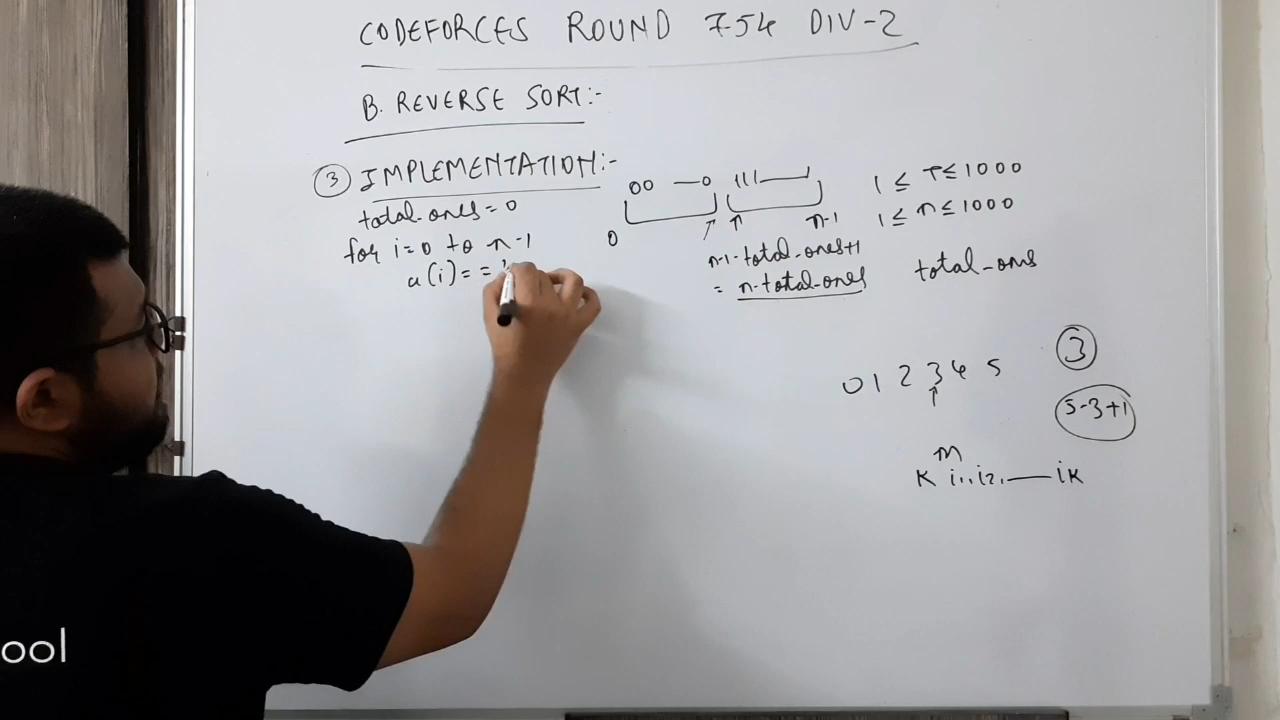 CODEFORCES ROUND 754 DIV-2
B. REVERSE SORT:-
③ IMPLEMENTATION:-
total-ones=0
for i=0 to n-1
a(i)=='
00 —0 111—1
0
n-1
n-1-total-ones+1
= n-total-ones
1 ≤ T ≤ 1000
1 ≤ n ≤ 1000
total-ones
0 1 2 3 4 5
3
5-3+1
m
K i1, i2, — iK
ool